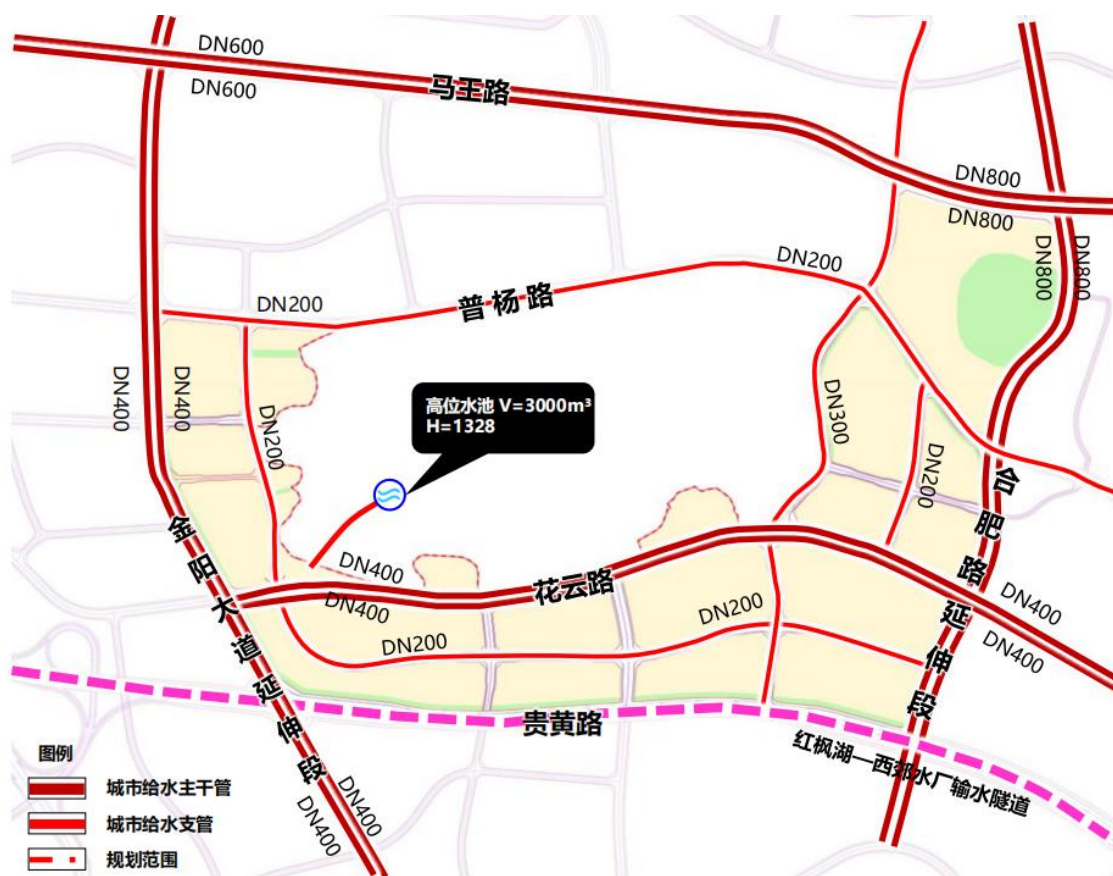 DN600
DN600
马王路
DN800
DN800
DN800
DN800
DN200
普杨路
DN200
DN400
DN400
高位水池 V=3000m³
H=1328
DN200
DN300
DN200
合肥路延伸段
金阳大道延伸段
DN400
DN400
花云路
DN400
DN400
DN200
DN200
贵黄路
红枫湖—西郊水厂输水隧道
DN400
DN400
图例
城市给水主干管
城市给水支管
规划范围